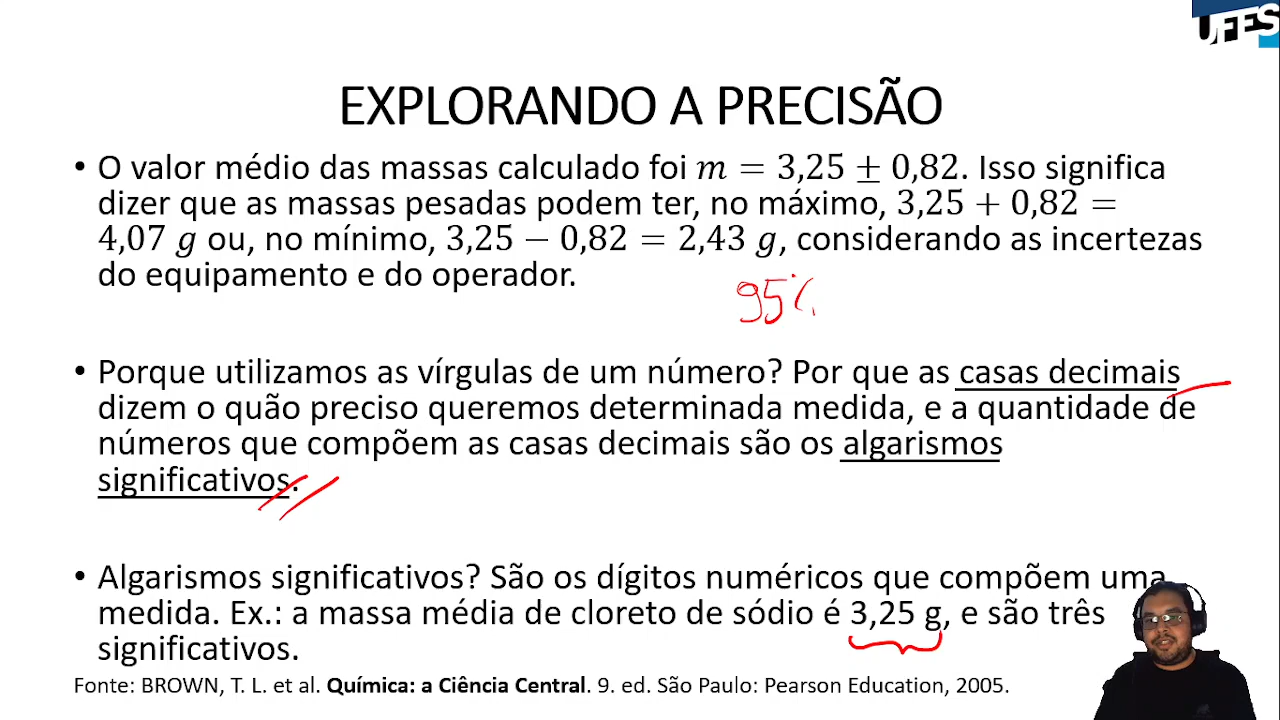 UFES
EXPLORANDO A PRECISÃO
• O valor médio das massas calculado foi m = 3,25 ± 0,82. Isso significa
dizer que as massas pesadas podem ter, no máximo, 3,25 + 0,82 =
4,07 g ou, no mínimo, 3,25 − 0,82 = 2,43 g, considerando as incertezas
do equipamento e do operador.
95%
• Porque utilizamos as vírgulas de um número? Por que as casas decimais
dizem o quão preciso queremos determinada medida, e a quantidade de
números que compõem as casas decimais são os algarismos
significativos.
• Algarismos significativos? São os dígitos numéricos que compõem uma
medida. Ex.: a massa média de cloreto de sódio é 3,25 g, e são três
significativos.
Fonte: BROWN, T. L. et al. Química: a Ciência Central. 9. ed. São Paulo: Pearson Education, 2005.